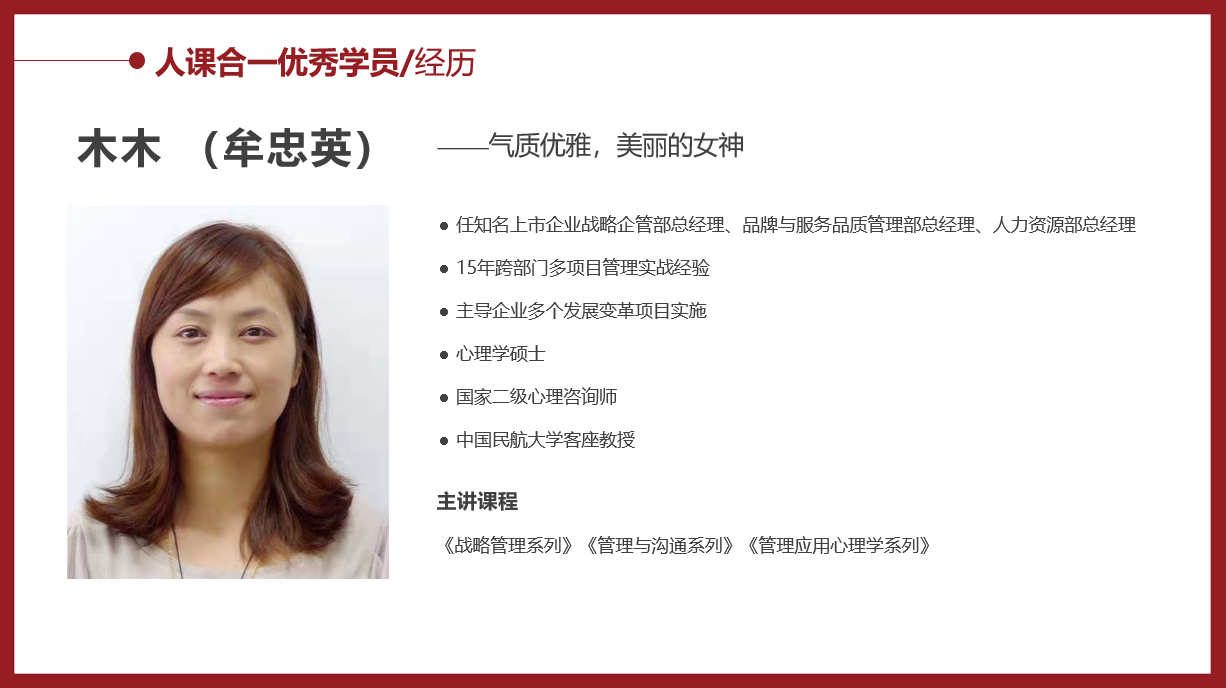 人课合一优秀学员/经历
木木 （牟忠英） ——气质优雅，美丽的女神
● 任知名上市企业战略企管部总经理、品牌与服务品质管理部总经理、人力资源部总经理
● 15年跨部门多项目管理实战经验
● 主导企业多个发展变革项目实施
● 心理学硕士
● 国家二级心理咨询师
● 中国民航大学客座教授
主讲课程
《战略管理系列》《管理与沟通系列》《管理应用心理学系列》